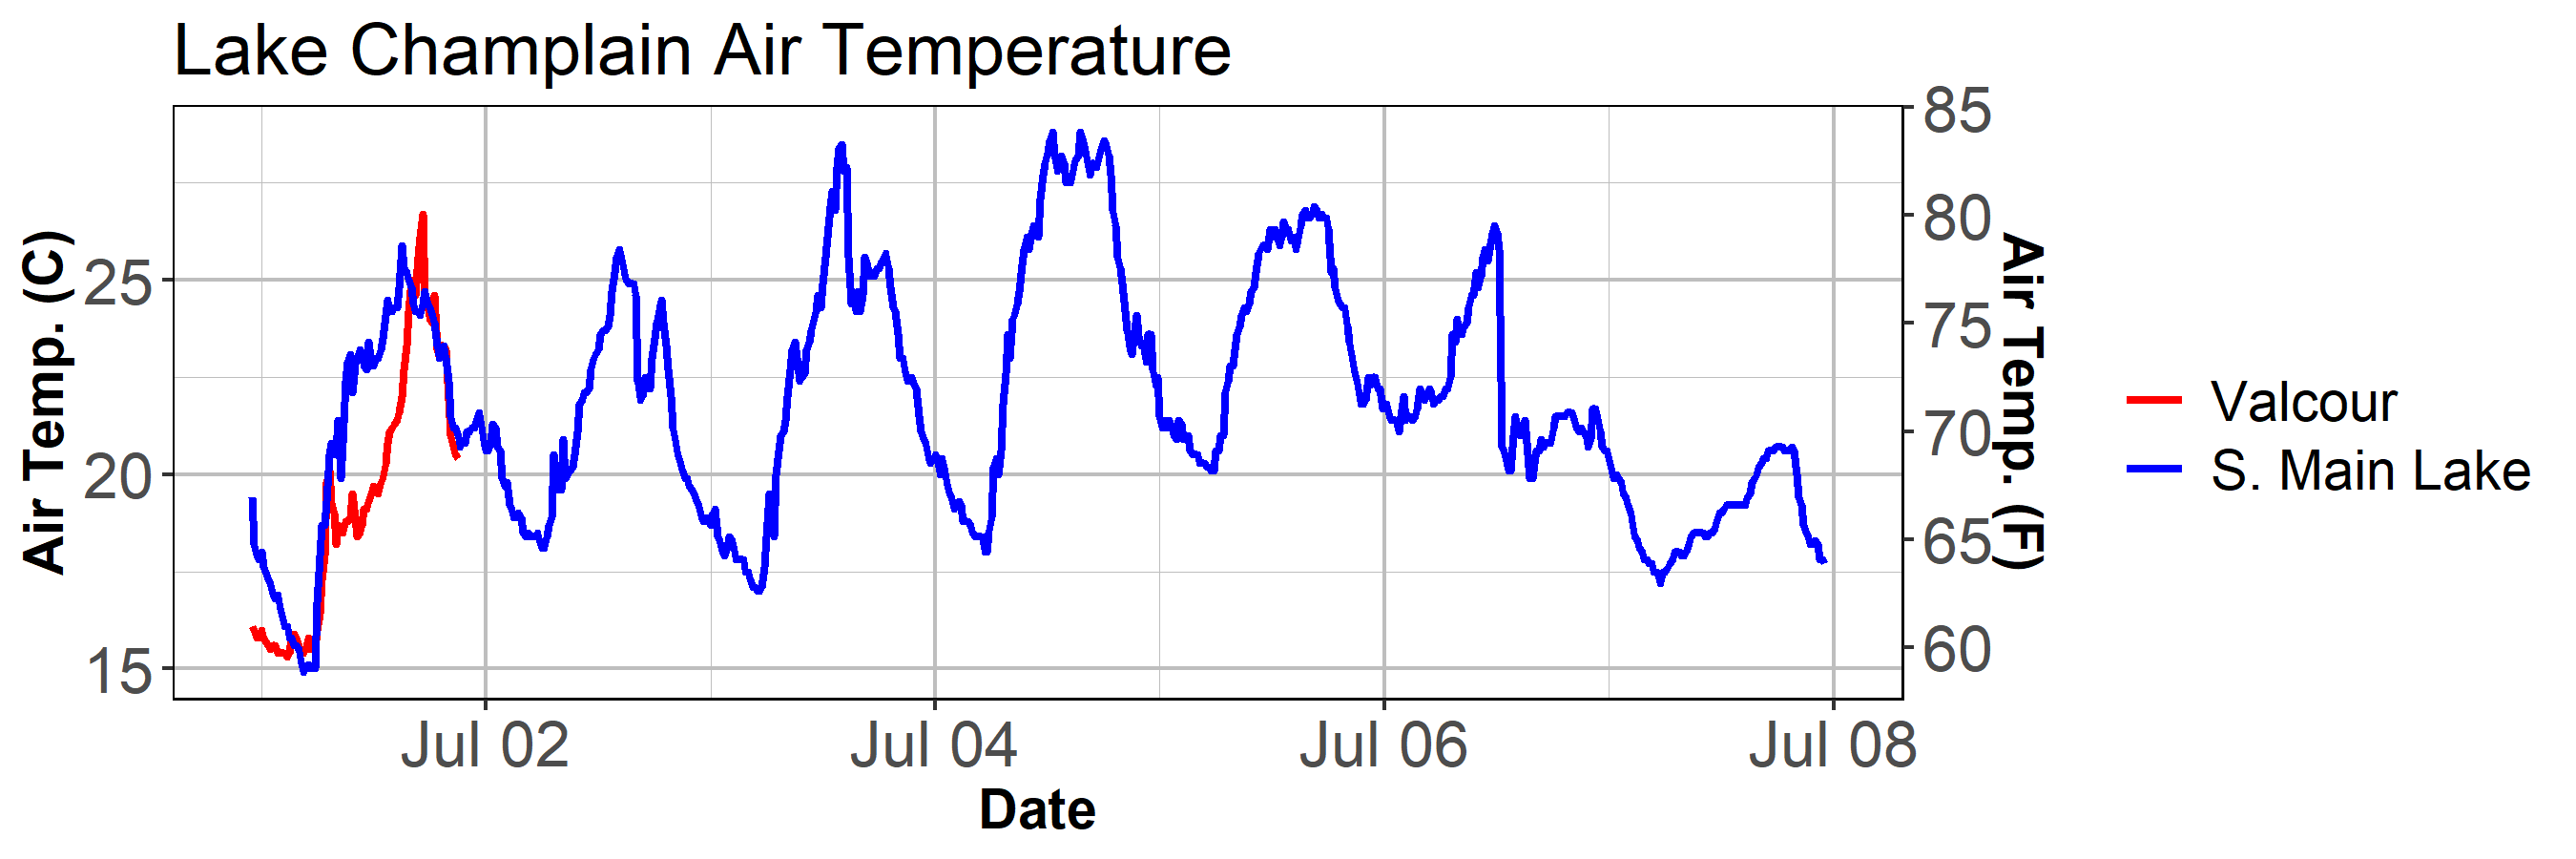 Lake Champlain Air Temperature
Air Temp. (C)
25
20
15
85
80
75
70
65
60
Air Temp. (F)
Jul 02
Jul 04
Jul 06
Jul 08
Date
Valcour
S. Main Lake